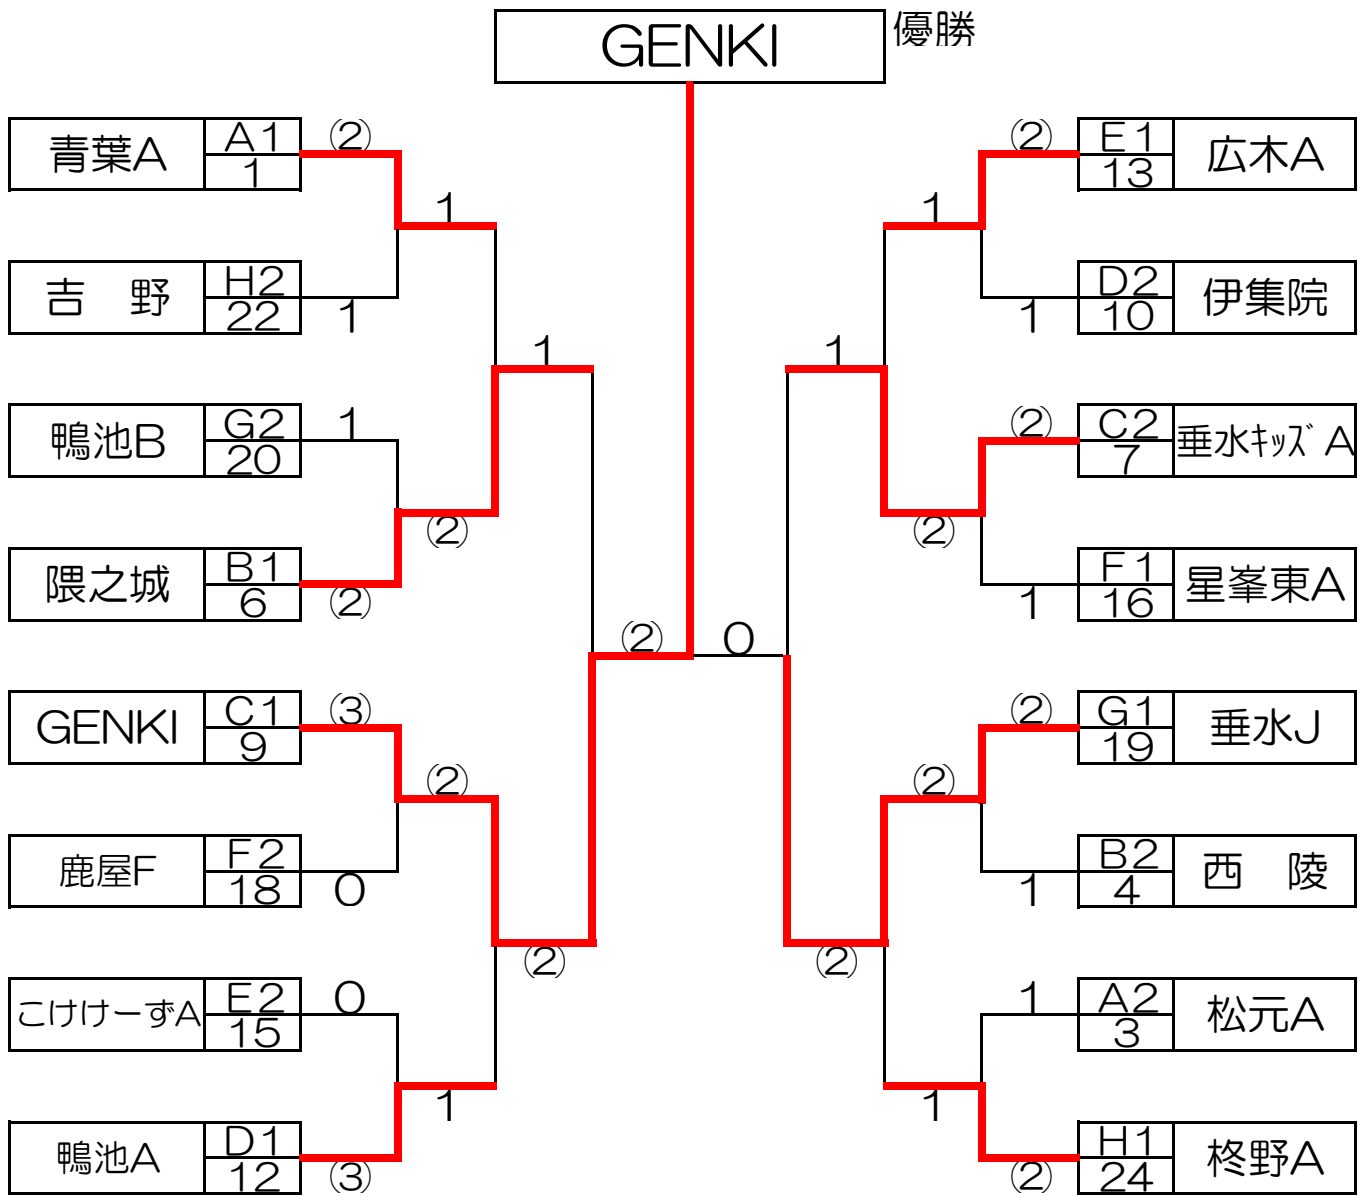 GENKI 優勝
青葉A A1 ② ② E1 広木A
1 13
1 1
吉 野 H2 D2 伊集院
22 1 1 10
1 1
鴨池B G2 1 ② C2 垂水ｷｯｽﾞA
20 7
② ②
隈之城 B1 F1 星峯東A
6 ② 1 16
② 0
GENKI C1 ③ ② G1 垂水J
9 19
② ②
鹿屋F F2 B2 西 陵
18 0 1 4
② ②
こけけーずA E2 0 1 A2 松元A
15 3
1 1
鴨池A D1 H1 柊野A
12 ③ ② 24